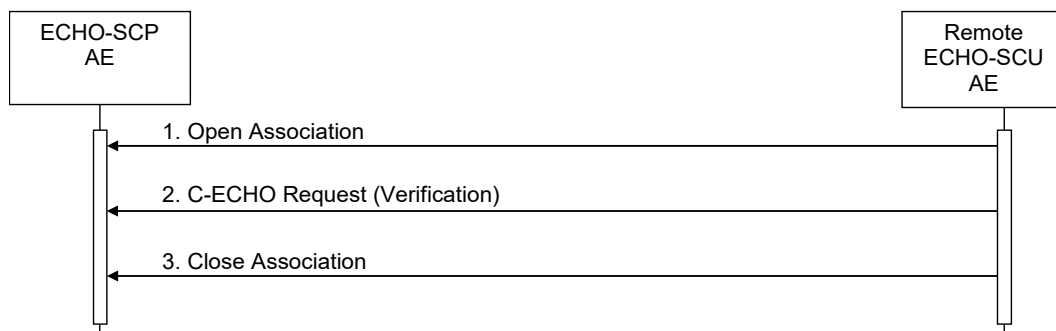 ECHO-SCP
AE
Remote
ECHO-SCU
AE
1. Open Association
2. C-ECHO Request (Verification)
3. Close Association